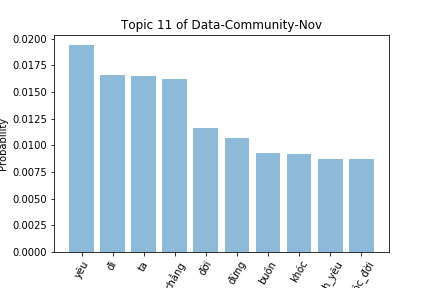 Topic 11 of Data-Community-Nov
0.0200
0.0175
0.0150
0.0125
0.0100
0.0075
0.0050
0.0025
0.0000
Probability
yêu
đi
ta
chẳng
đời
đừng
buồn
khóc